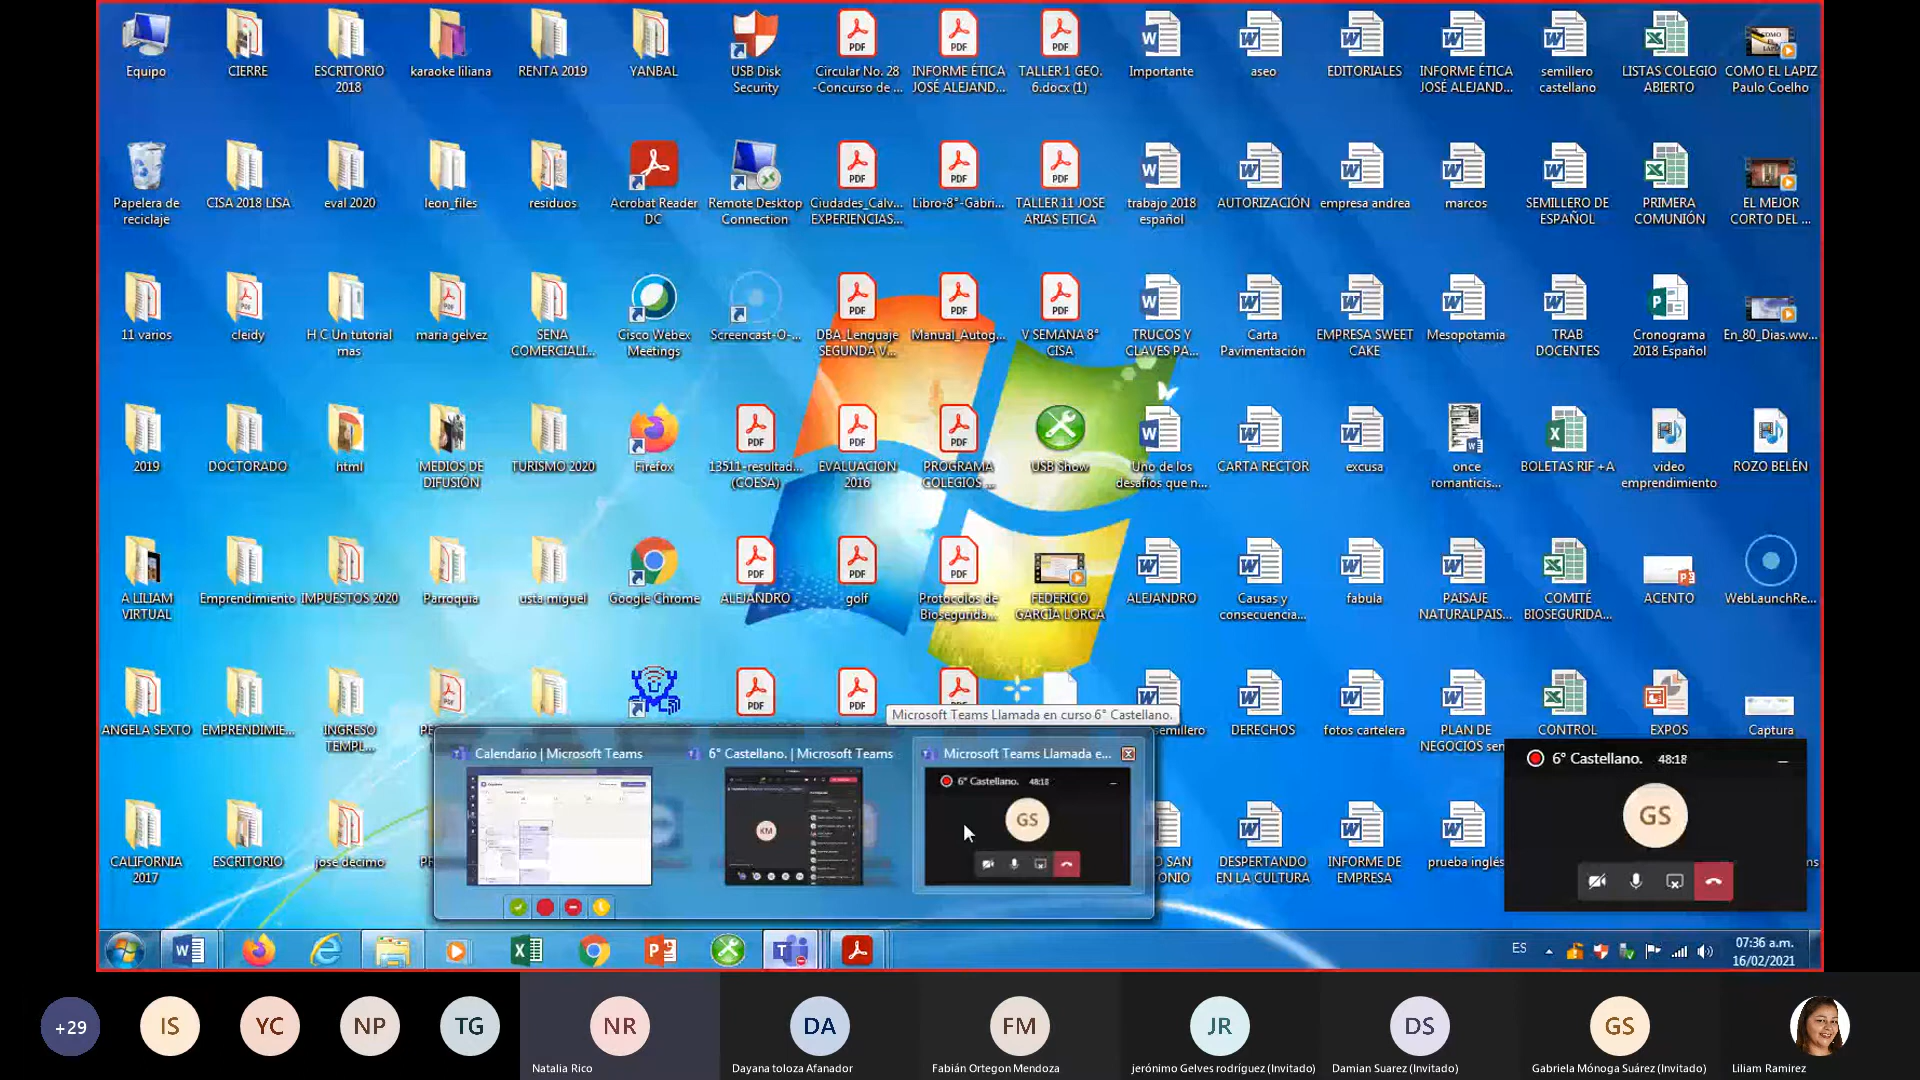 Equipo
CIERRE
ESCRITORIO 2018
karaoke liliana
RENTA 2019
YANBAL
USB Disk Security
Circular No. 28 -Concurso de ...
INFORME ÉTICA JOSÉ ALEJAND...
TALLER 1 GEO. 6.docx (1)
Importante
aseo
EDITORIALES
INFORME ÉTICA JOSÉ ALEJAND...
semillero castellano
LISTAS COLEGIO ABIERTO
COMO EL LAPIZ Paulo Coelho
Papelera de reciclaje
CISA 2018 LISA
eval 2020
leon_files
residuos
Acrobat Reader DC
Remote Desktop Connection
Ciudades_Calv... EXPERIENCIAS...
Libro-8°-Gabri...
TALLER 11 JOSE ARIAS ETICA
trabajo 2018 español
AUTORIZACIÓN
empresa andrea
marcos
SEMILLERO DE ESPAÑOL
PRIMERA COMUNIÓN
EL MEJOR CORTO DEL ...
11 varios
cleidy
H C Un tutorial mas
maria gelvez
SENA COMERCIALI...
Cisco Webex Meetings
Screencast-O-...
DBA_Lenguaje SEGUNDA V...
Manual_Autog...
V SEMANA 8° CISA
TRUCOS Y CLAVES PA...
Carta Pavimentación
EMPRESA SWEET CAKE
Mesopotamia
TRAB DOCENTES
Cronograma 2018 Español
En_80_Dias.ww...
2019
DOCTORADO
html
MEDIOS DE DIFUSIÓN
TURISMO 2020
Firefox
13511-resultad... (COESA)
EVALUACION 2016
PROGRAMA COLEGIOS_...
USB Show
Uno de los desafíos que n...
CARTA RECTOR
excusa
once romanticis...
BOLETAS RIF +A
video emprendimiento
ROZO BELÉN
A LILIAM VIRTUAL
Emprendimiento
IMPUESTOS 2020
Parroquia
usta miguel
Google Chrome
ALEJANDRO
golf
Protocolos de Biosegurida...
FEDERICO GARCÍA LORCA
ALEJANDRO
Causas y consecuencia...
fabula
PAISAJE NATURALPAIS...
COMITÉ BIOSEGURIDA...
ACENTO
WebLaunchRe...
ANGELA SEXTO
EMPRENDIMIE...
INGRESO TEMPL...
semillero
DERECHOS
fotos cartelera
PLAN DE NEGOCIOS sen
CONTROL
EXPOS
Captura
Microsoft Teams Llamada en curso 6° Castellano.
Calendario | Microsoft Teams
6° Castellano. | Microsoft Teams
Microsoft Teams Llamada e...
6° Castellano. 48:18
GS
KM
6° Castellano. 48:18
GS
CALIFORNIA 2017
ESCRITORIO
jose decimo
DESPERTANDO EN LA CULTURA
INFORME DE EMPRESA
prueba inglés
ES
07:36 a.m.
16/02/2021
+29
IS
YC
NP
TG
NR
DA
FM
JR
DS
GS
Natalia Rico
Dayana toloza Afanador
Fabián Ortegon Mendoza
jerónimo Gelves rodríguez (Invitado)
Damian Suarez (Invitado)
Gabriela Mónoga Suárez (Invitado)
Liliam Ramirez